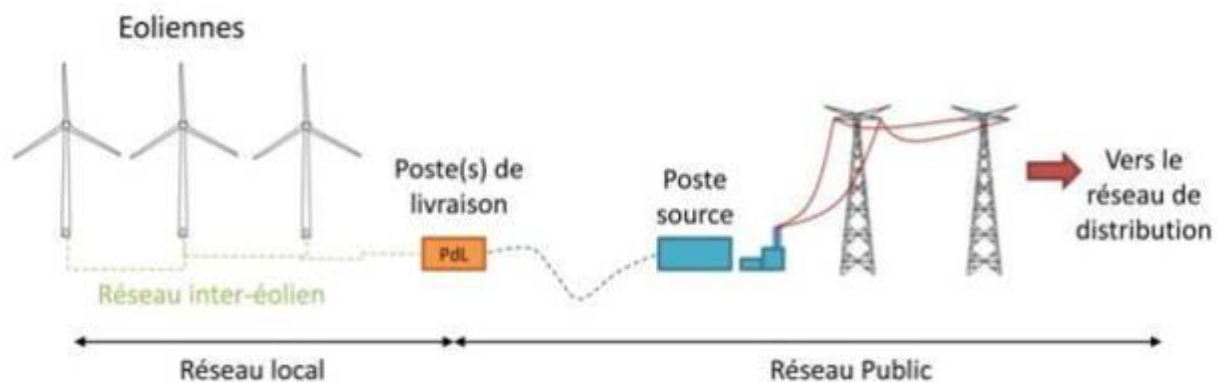 Eoliennes
Poste(s) de
livraison
PdL
Poste
source
Vers le
réseau de
distribution
Réseau inter-éolien
Réseau local
Réseau Public